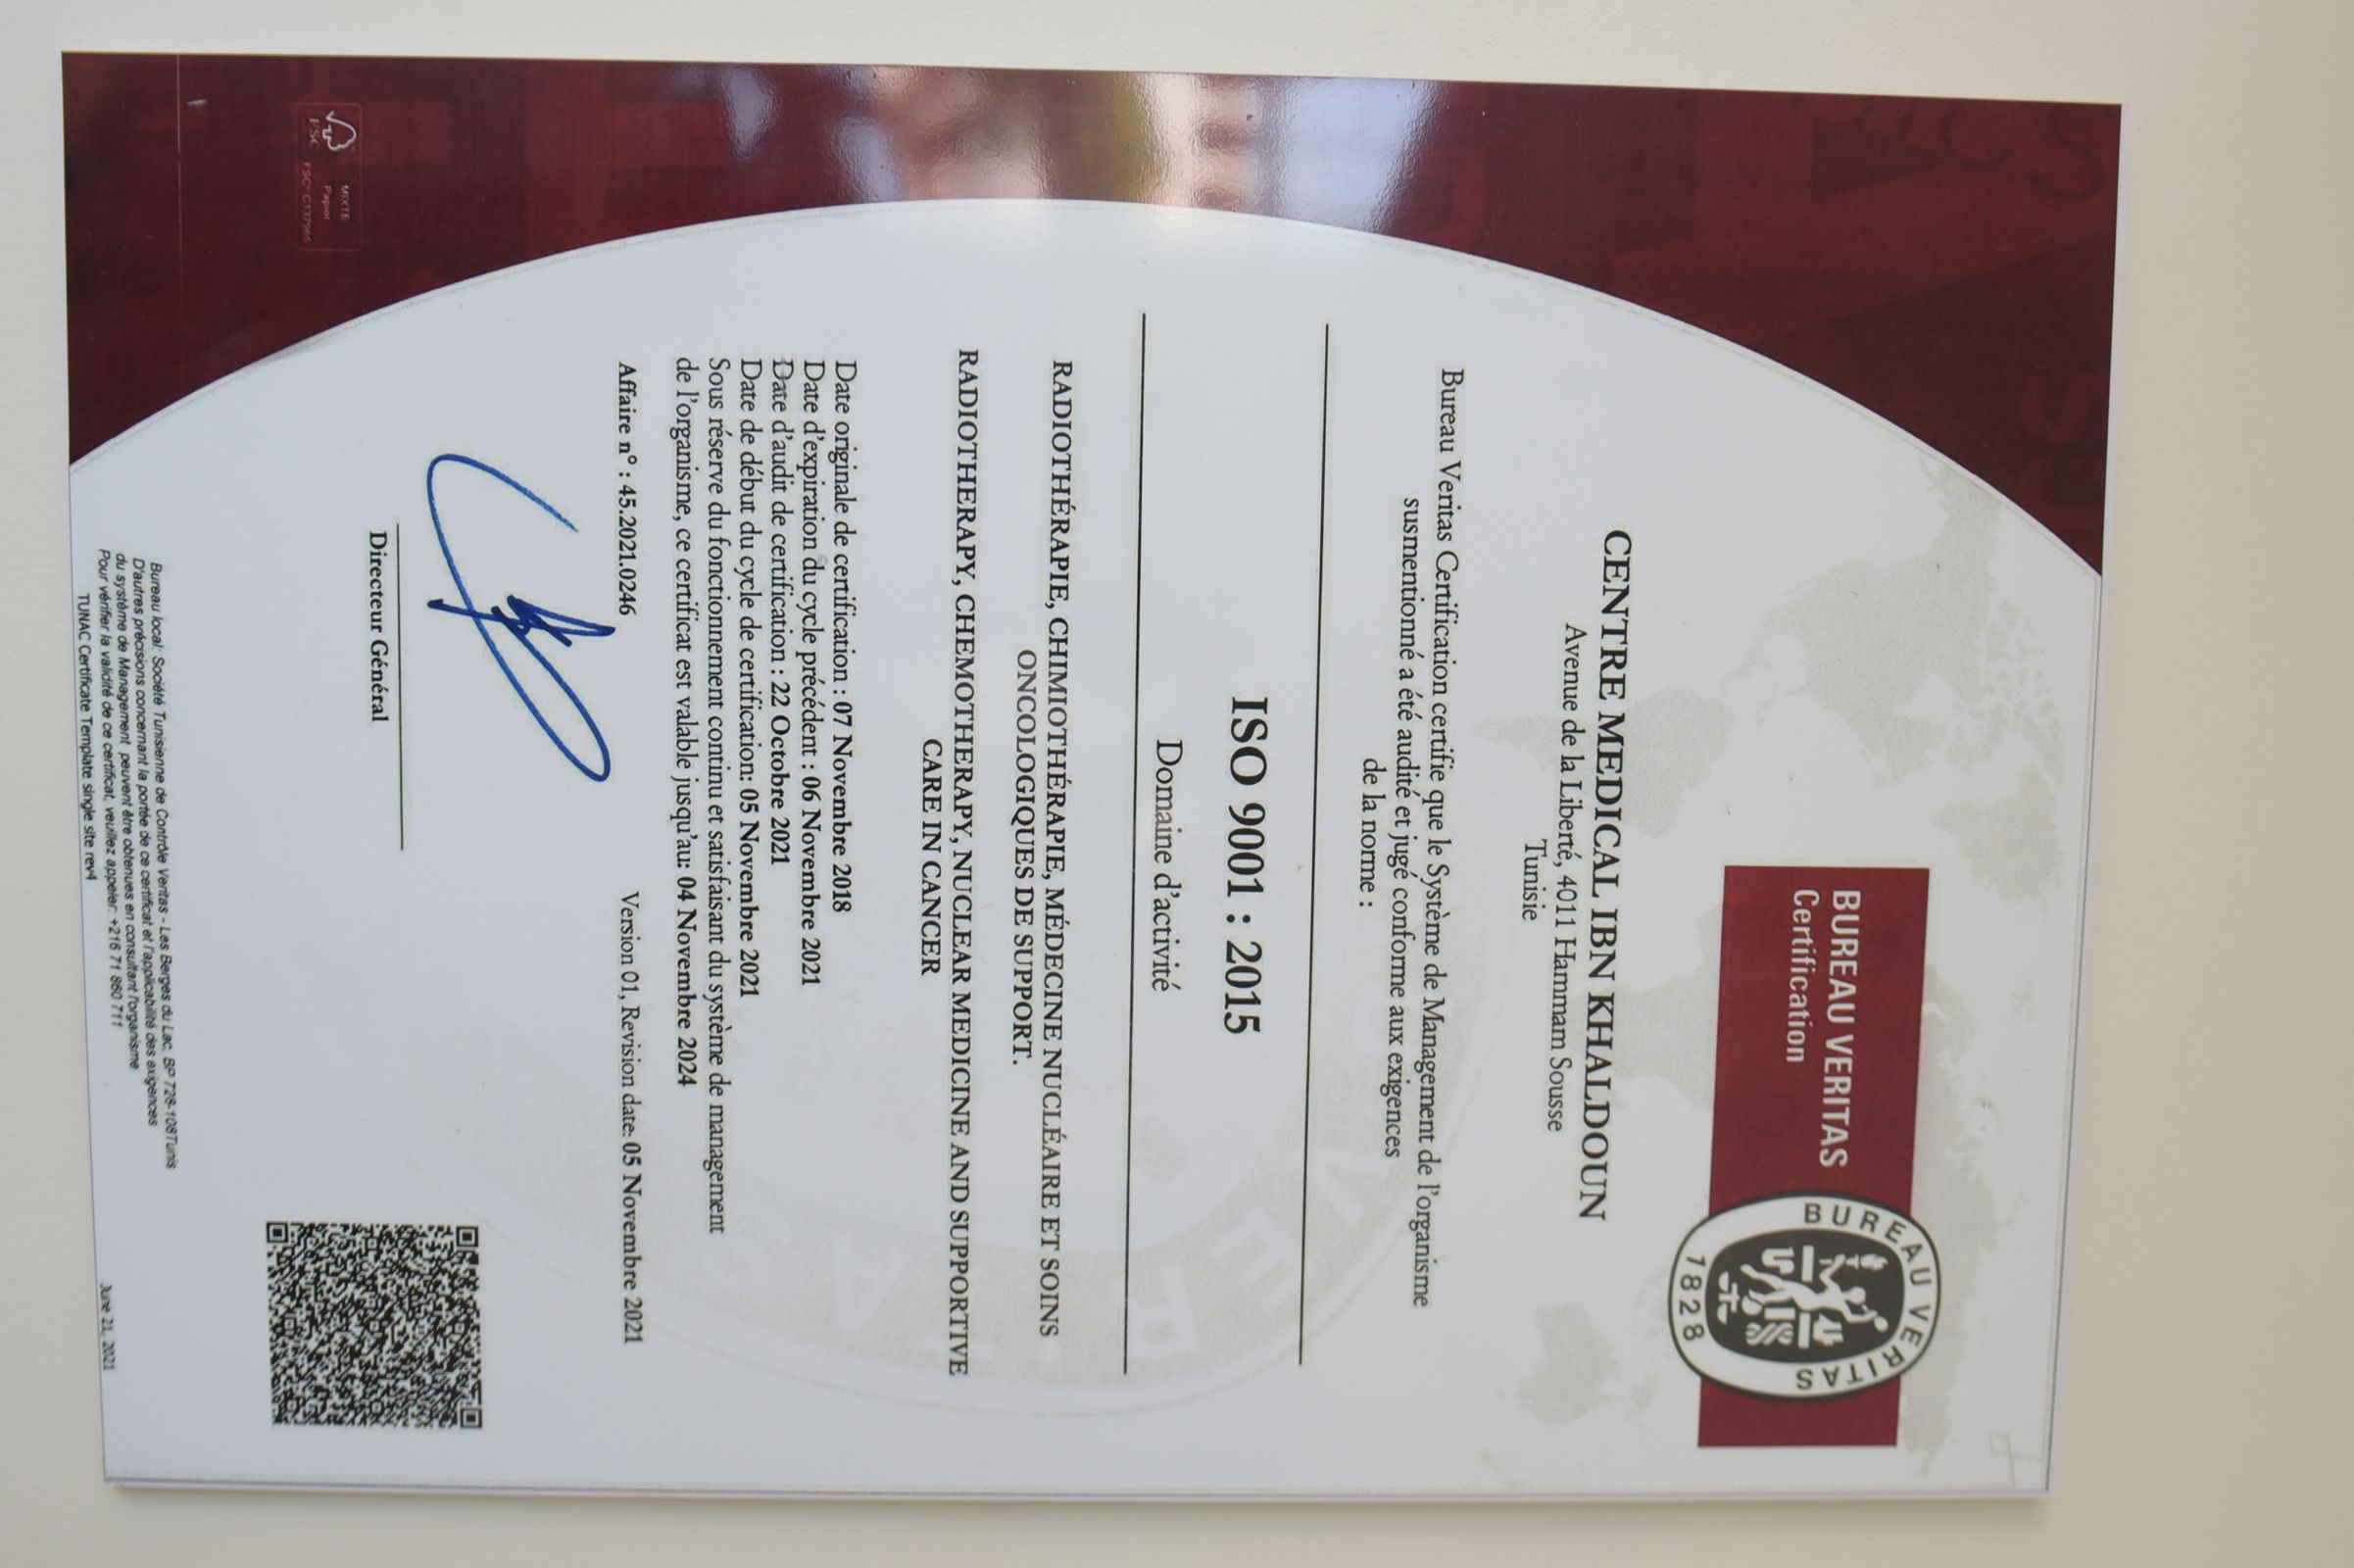 BUREAU VERITAS
Certification
BUREAU VERITAS
1828
CENTRE MEDICAL IBN KHALDOUN
Avenue de la Liberté, 4011 Hammam Sousse
Tunisie
Bureau Veritas Certification certifie que le Système de Management de l'organisme
susmentionné a été audité et jugé conforme aux exigences
de la norme :
ISO 9001 : 2015
Domaine d'activité
RADIOTHÉRAPIE, CHIMIOTHÉRAPIE, MÉDECINE NUCLÉAIRE ET SOINS
ONCOLOGIQUES DE SUPPORT.
RADIOTHERAPY, CHEMOTHERAPY, NUCLEAR MEDICINE AND SUPPORTIVE
CARE IN CANCER
Date originale de certification : 07 Novembre 2018
Date d'expiration du cycle précédent : 06 Novembre 2021
Date d'audit de certification : 22 Octobre 2021
Date de début du cycle de certification: 05 Novembre 2021
Sous réserve du fonctionnement continu et satisfaisant du système de management
de l'organisme, ce certificat est valable jusqu'au: 04 Novembre 2024
Affaire n° : 45.2021.0246 Version 01, Revision date: 05 Novembre 2021
Directeur Général
Bureau local: Société Tunisienne de Contrôle Veritas - Les Berges du Lac, BP 728-108Tunis
D'autres précisions concernant la portée de ce certificat et l'applicabilité des exigences
du système de Management peuvent être obtenues en consultant l'organisme
Pour vérifier la validité de ce certificat, veuillez appeler: +216 71 860 711
TUNAC Certificate Template single site rev4 June 21, 2021
MIXTE
Papier
FSC FSC® C137965